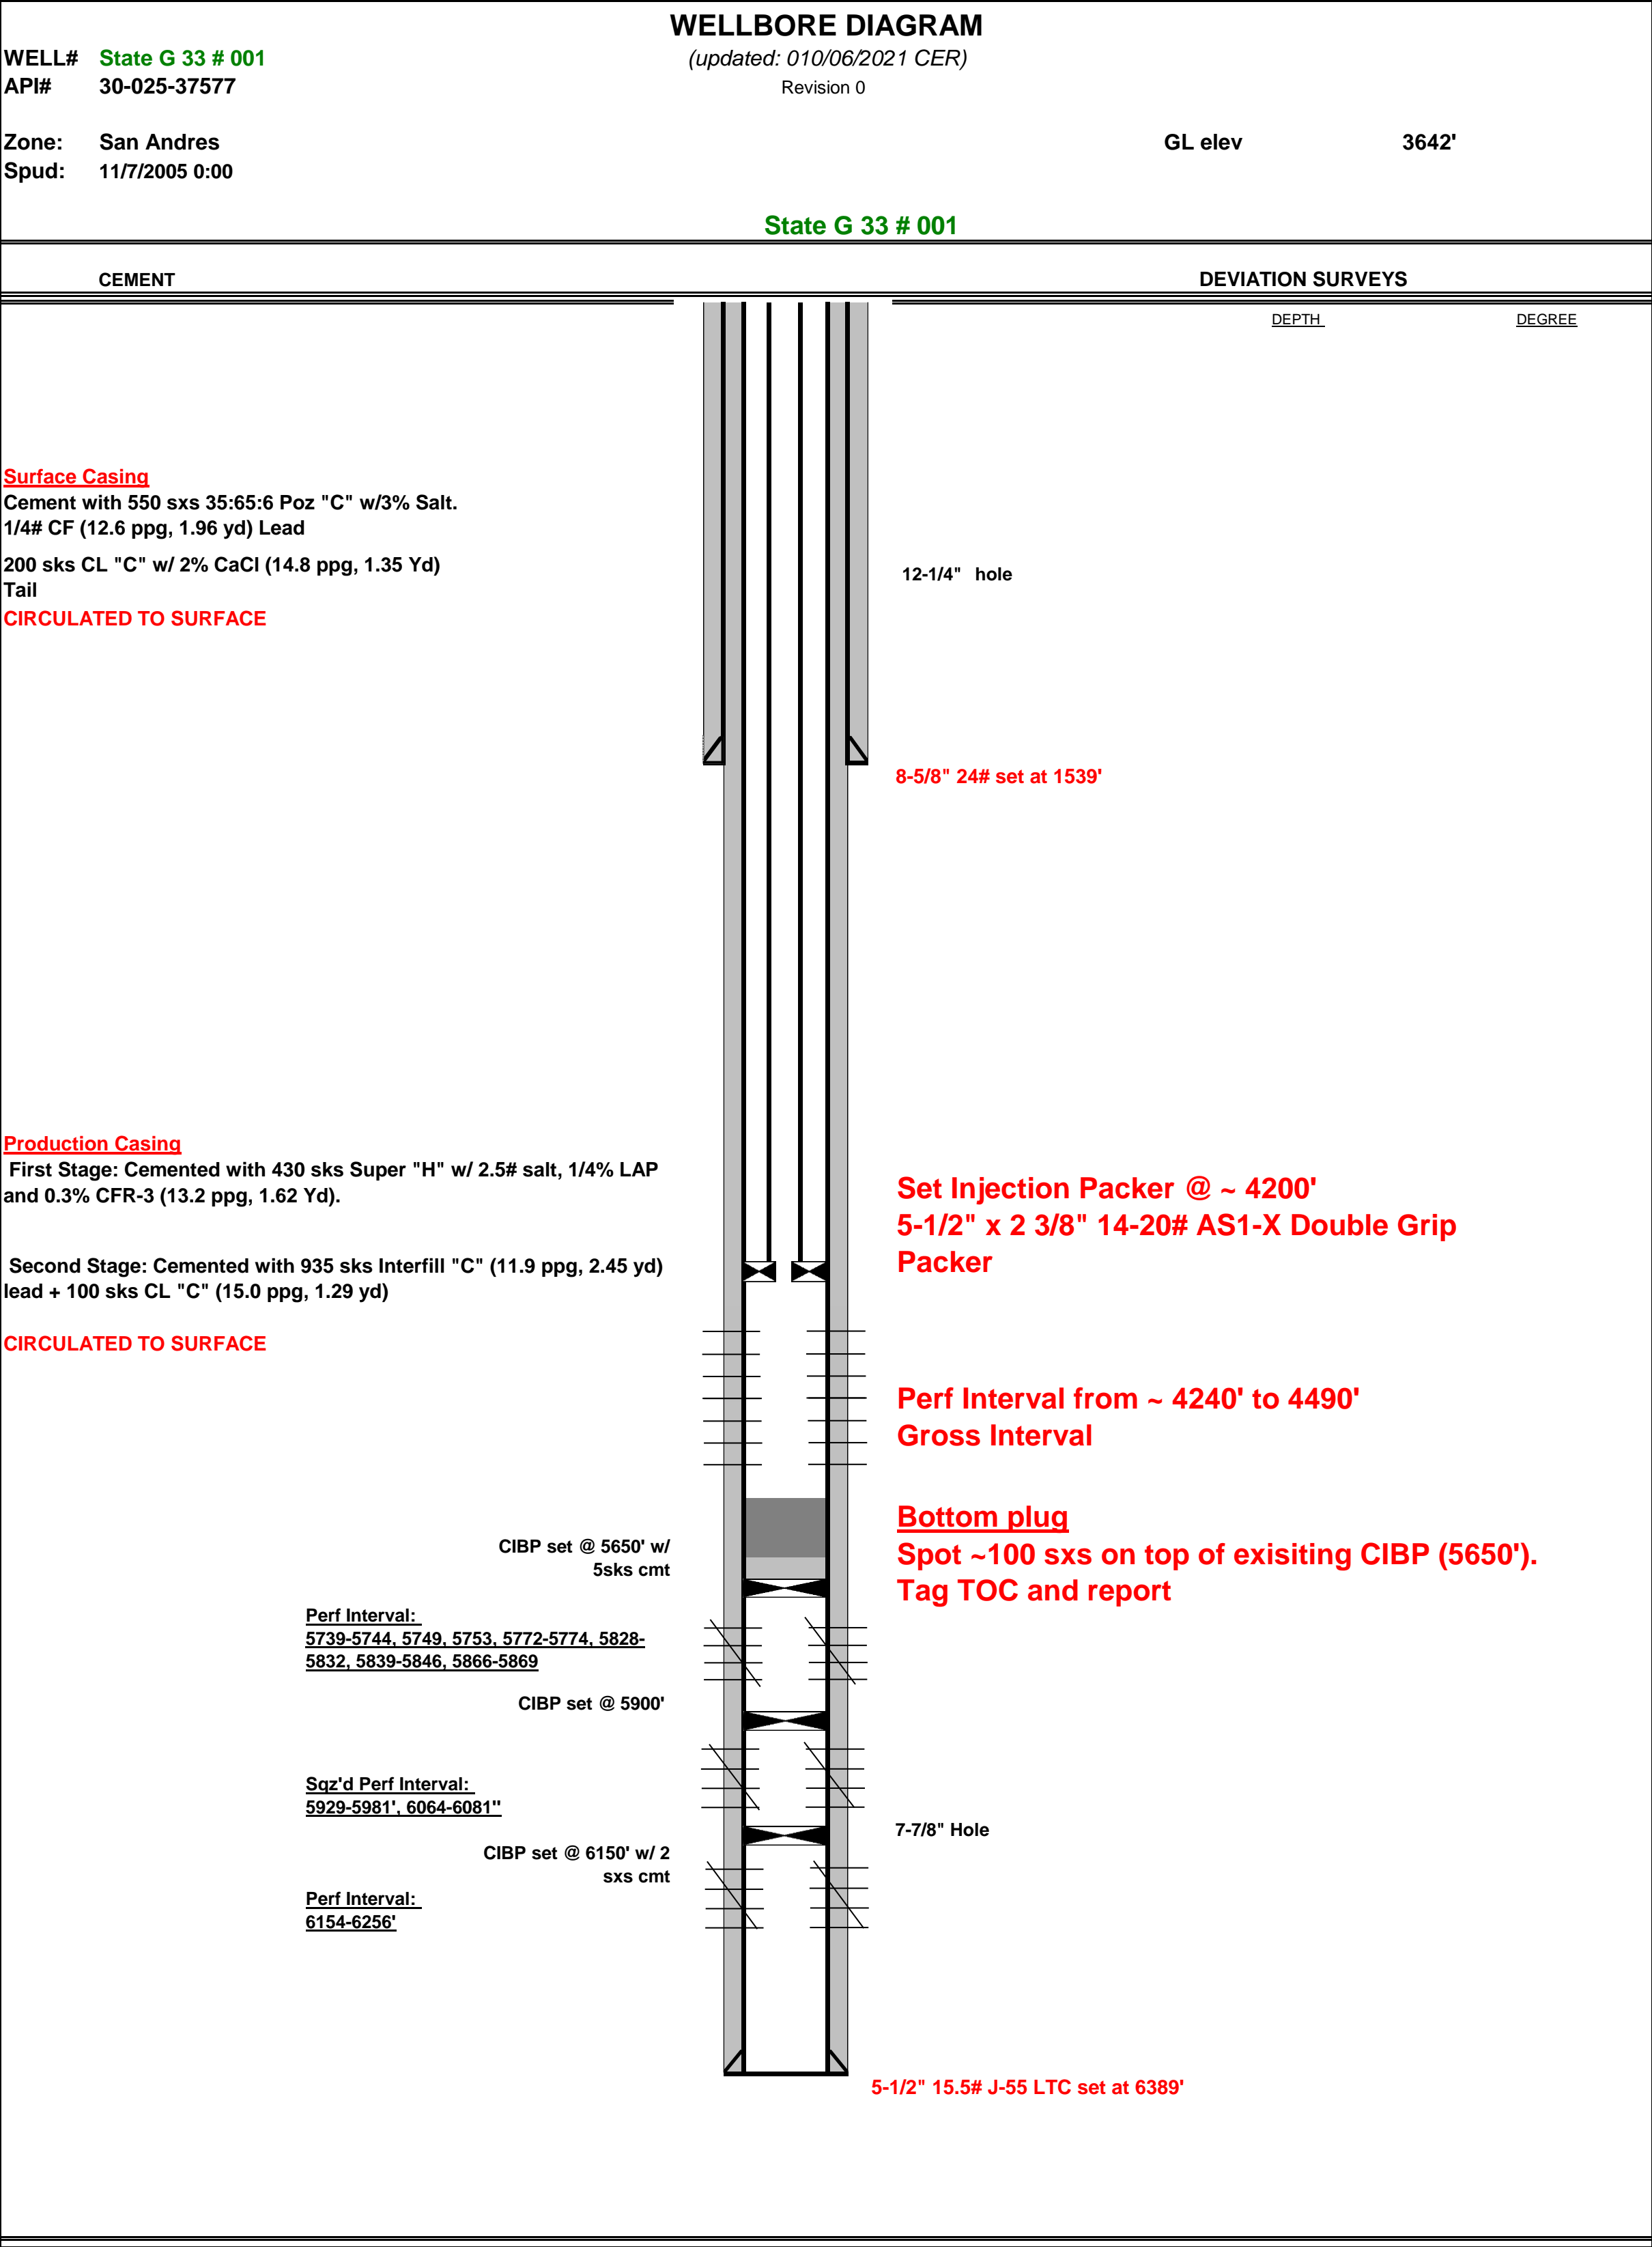 WELLBORE DIAGRAM
WELL# State G 33 # 001
(updated: 010/06/2021 CER)
API# 30-025-37577
Revision 0
Zone: San Andres
GL elev 3642'
Spud: 11/7/2005 0:00
State G 33 # 001
CEMENT
DEVIATION SURVEYS
DEPTH DEGREE
Surface Casing
Cement with 550 sxs 35:65:6 Poz "C" w/3% Salt.
1/4# CF (12.6 ppg, 1.96 yd) Lead
200 sks CL "C" w/ 2% CaCl (14.8 ppg, 1.35 Yd)
Tail
CIRCULATED TO SURFACE
12-1/4" hole
8-5/8" 24# set at 1539'
Production Casing
First Stage: Cemented with 430 sks Super "H" w/ 2.5# salt, 1/4% LAP
and 0.3% CFR-3 (13.2 ppg, 1.62 Yd).
Second Stage: Cemented with 935 sks Interfill "C" (11.9 ppg, 2.45 yd)
lead + 100 sks CL "C" (15.0 ppg, 1.29 yd)
CIRCULATED TO SURFACE
Set Injection Packer @ ~ 4200'
5-1/2" x 2 3/8" 14-20# AS1-X Double Grip
Packer
Perf Interval from ~ 4240' to 4490'
Gross Interval
Bottom plug
Spot ~100 sxs on top of exisiting CIBP (5650').
Tag TOC and report
CIBP set @ 5650' w/
5sks cmt
Perf Interval:
5739-5744, 5749, 5753, 5772-5774, 5828-
5832, 5839-5846, 5866-5869
CIBP set @ 5900'
Sqz'd Perf Interval:
5929-5981', 6064-6081''
7-7/8" Hole
CIBP set @ 6150' w/ 2
sxs cmt
Perf Interval:
6154-6256'
5-1/2" 15.5# J-55 LTC set at 6389'